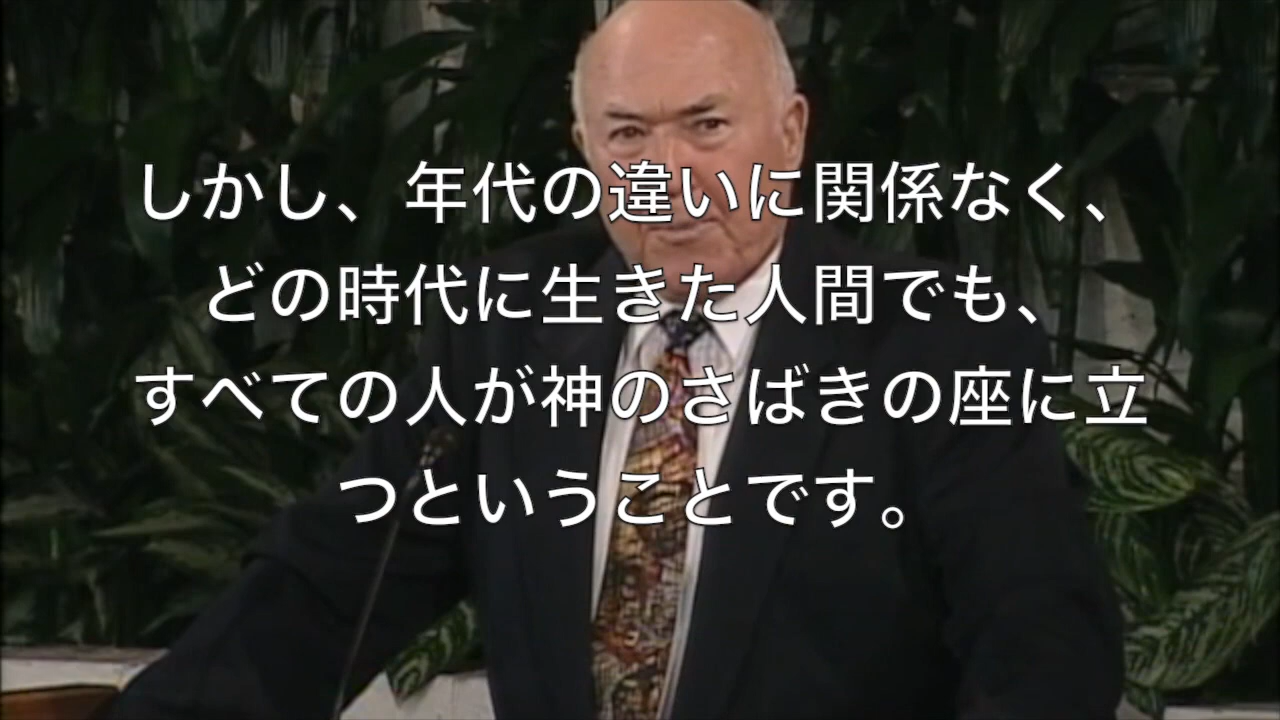 しかし、年代の違いに関係なく、
どの時代に生きた人間でも、
すべての人が神のさばきの座に立
つということです。